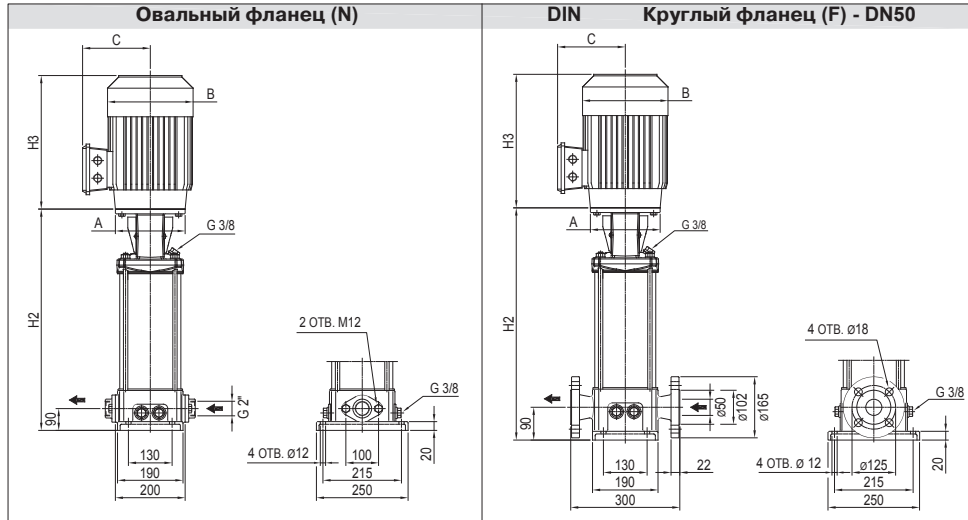 Овальный фланец (N)
DIN Круглый фланец (F) - DN50
C
B
H3
A
G 3/8
H2
2 ОТВ. M12
G 3/8
90
G 2"
130
190
200
4 ОТВ. Ø12
100
215
250
20
C
B
H3
A
G 3/8
H2
4 ОТВ. Ø18
G 3/8
90
ø50
ø102
ø165
130
190
300
22
4 ОТВ. Ø 12
ø125
215
250
20